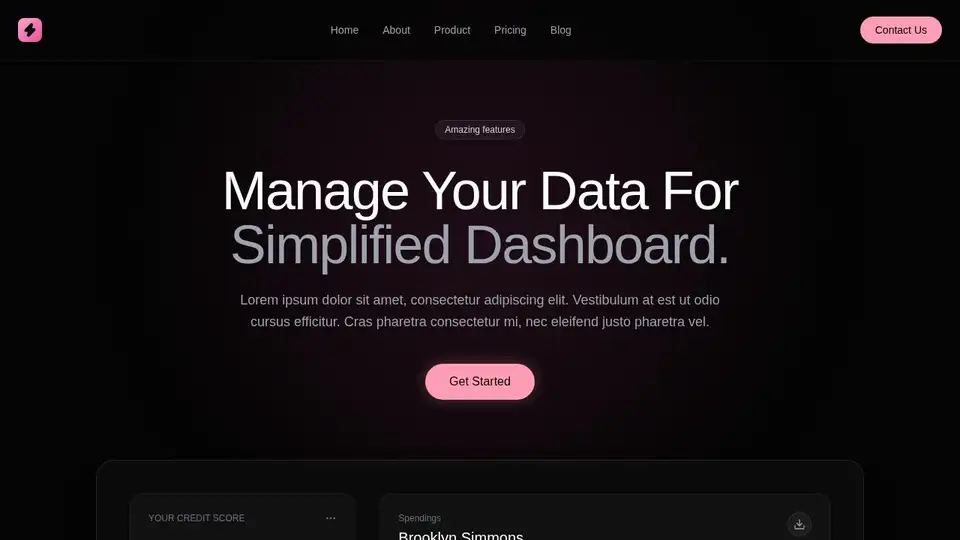 Home
About
Product
Pricing
Blog
Contact Us
Amazing features
Manage Your Data For
Simplified Dashboard.
Lorem ipsum dolor sit amet, consectetur adipiscing elit. Vestibulum at est ut odio
cursus efficitur. Cras pharetra consectetur mi, nec eleifend justo pharetra vel.
Get Started
YOUR CREDIT SCORE
Spendings
Brooklyn Simmons